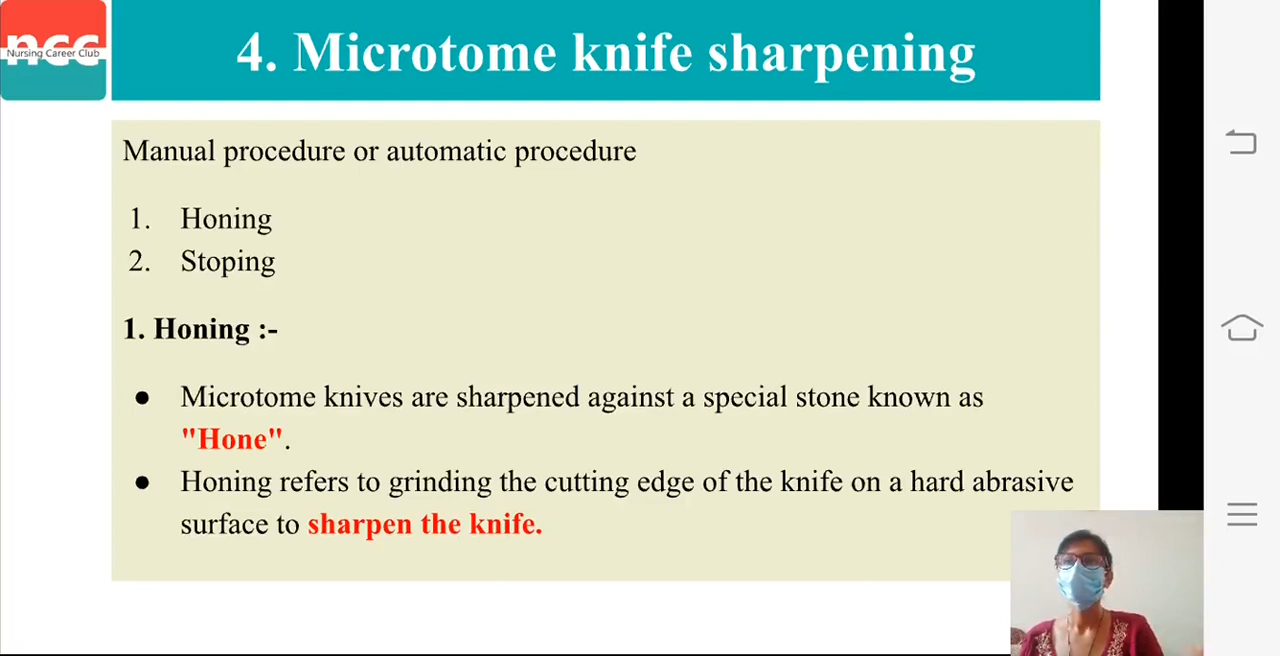 ncc
Nursing Career Club
4. Microtome knife sharpening
Manual procedure or automatic procedure
1. Honing
2. Stoping
1. Honing :-
● Microtome knives are sharpened against a special stone known as
"Hone".
● Honing refers to grinding the cutting edge of the knife on a hard abrasive
surface to sharpen the knife.